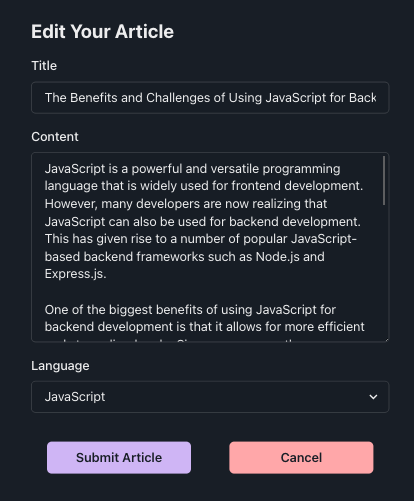 Edit Your Article
Title
The Benefits and Challenges of Using JavaScript for Back
Content
JavaScript is a powerful and versatile programming
language that is widely used for frontend development.
However, many developers are now realizing that
JavaScript can also be used for backend development.
This has given rise to a number of popular JavaScript-
based backend frameworks such as Node.js and
Express.js.
One of the biggest benefits of using JavaScript for
backend development is that it allows for more efficient
Language
JavaScript
Submit Article
Cancel